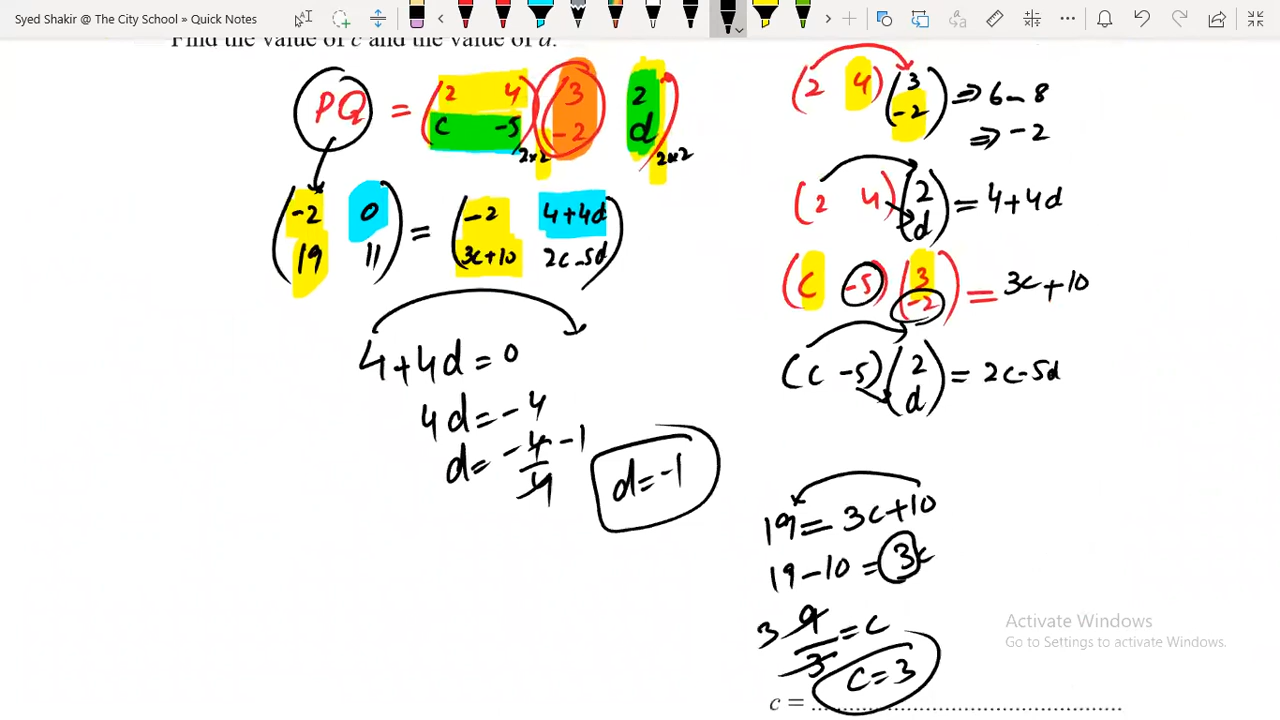 Syed Shakir @ The City School » Quick Notes
Find the value of c and the value of d.
PQ = (2 4 c -5) 2x2 (3 2 -2 d) 2x2
(-2 0 19 11) = (-2 4+4d 3c+10 2c-5d)
4+4d=0
4d=-4
d= -4/4 -1
d=-1
(2 4)(3 -2) ⇒ 6-8
⇒ -2
(2 4)(2 d) = 4+4d
(c -5)(3 -2) = 3c+10
(c -5)(2 d) = 2c-5d
19 = 3c+10
19-10 = 3c
3 9/3 = c
c=3
c = ........................................
Activate Windows
Go to Settings to activate Windows.